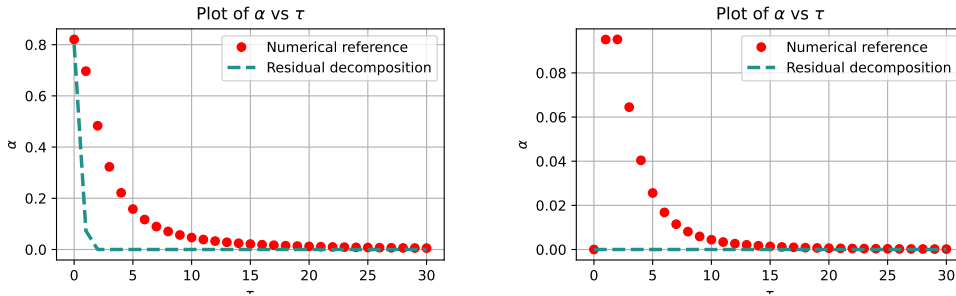 Plot of α vs τ
0.8
0.6
0.4
0.2
0.0
α
Numerical reference
Residual decomposition
0 5 10 15 20 25 30
τ
Plot of α vs τ
0.08
0.06
0.04
0.02
0.00
α
Numerical reference
Residual decomposition
0 5 10 15 20 25 30
τ